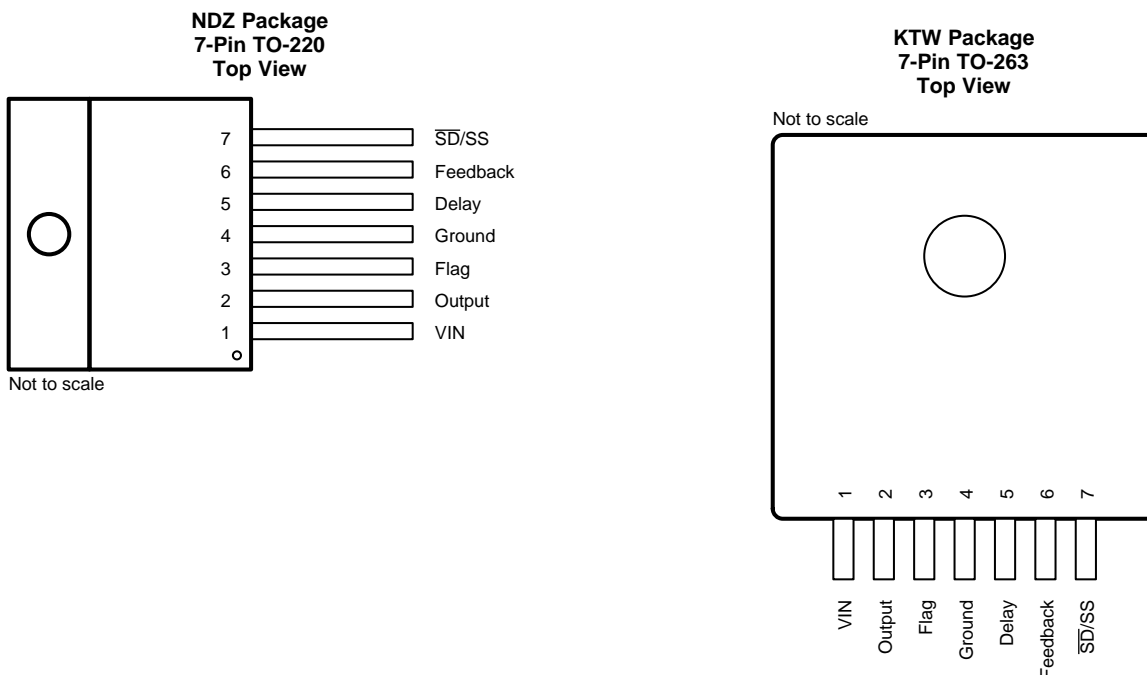 NDZ Package
7-Pin TO-220
Top View
7 S̅D̅/SS
6 Feedback
5 Delay
4 Ground
3 Flag
2 Output
1 VIN
Not to scale
KTW Package
7-Pin TO-263
Top View
Not to scale
1 2 3 4 5 6 7
VIN Output Flag Ground Delay Feedback S̅D̅/SS